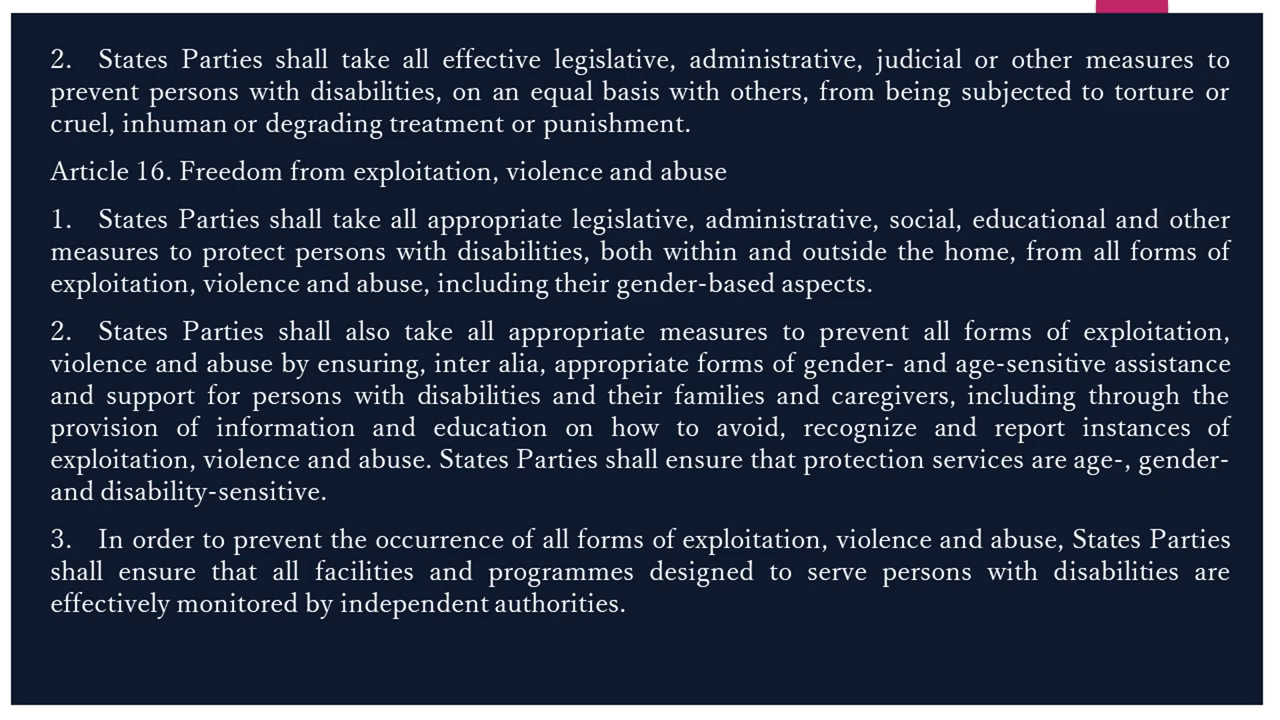 2. States Parties shall take all effective legislative, administrative, judicial or other measures to
prevent persons with disabilities, on an equal basis with others, from being subjected to torture or
cruel, inhuman or degrading treatment or punishment.
Article 16. Freedom from exploitation, violence and abuse
1. States Parties shall take all appropriate legislative, administrative, social, educational and other
measures to protect persons with disabilities, both within and outside the home, from all forms of
exploitation, violence and abuse, including their gender-based aspects.
2. States Parties shall also take all appropriate measures to prevent all forms of exploitation,
violence and abuse by ensuring, inter alia, appropriate forms of gender- and age-sensitive assistance
and support for persons with disabilities and their families and caregivers, including through the
provision of information and education on how to avoid, recognize and report instances of
exploitation, violence and abuse. States Parties shall ensure that protection services are age-, gender-
and disability-sensitive.
3. In order to prevent the occurrence of all forms of exploitation, violence and abuse, States Parties
shall ensure that all facilities and programmes designed to serve persons with disabilities are
effectively monitored by independent authorities.